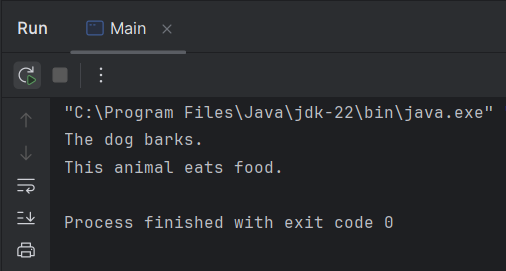 Run Main
"C:\Program Files\Java\jdk-22\bin\java.exe"
The dog barks.
This animal eats food.
Process finished with exit code 0